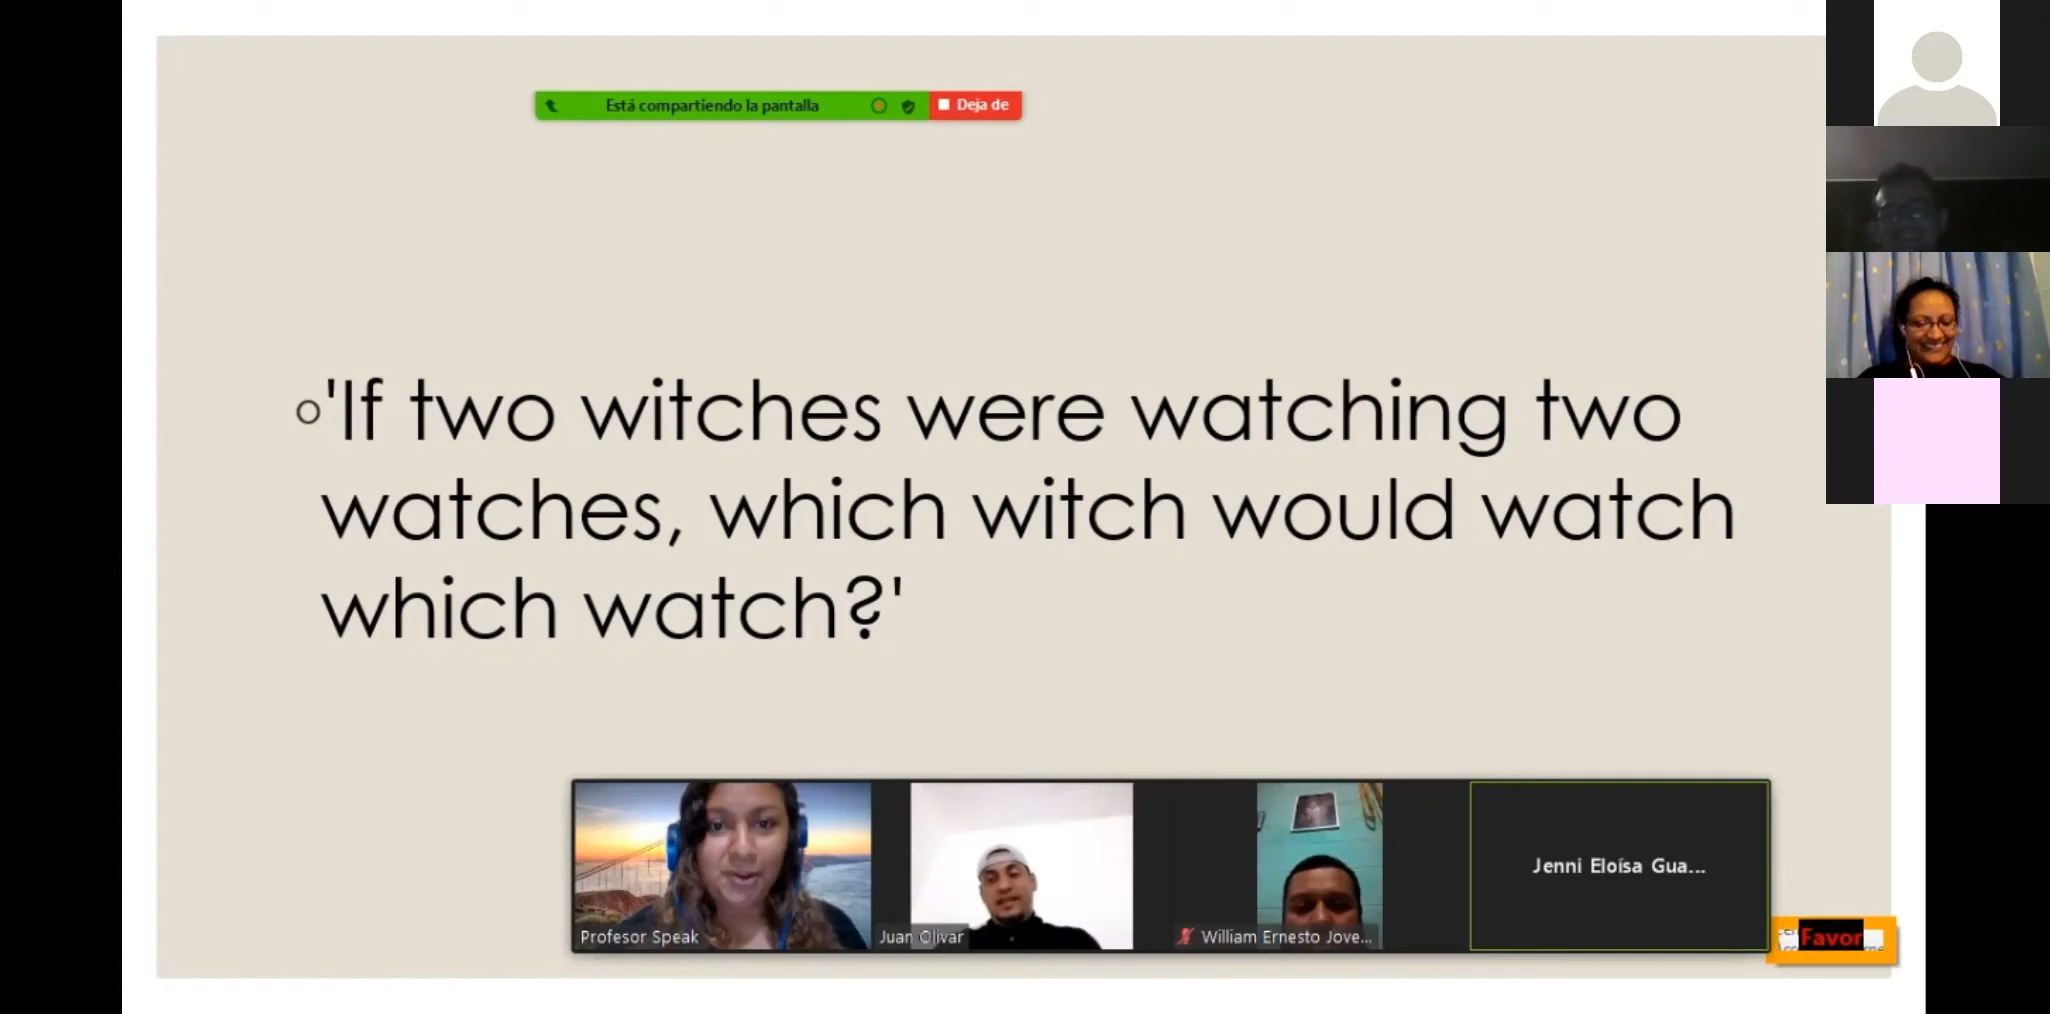 Está compartiendo la pantalla
Deja de
'If two witches were watching two
watches, which witch would watch
which watch?'
Profesor Speak
Juan Olivar
William Ernesto Jove...
Jenni Eloísa Gua...
Favor